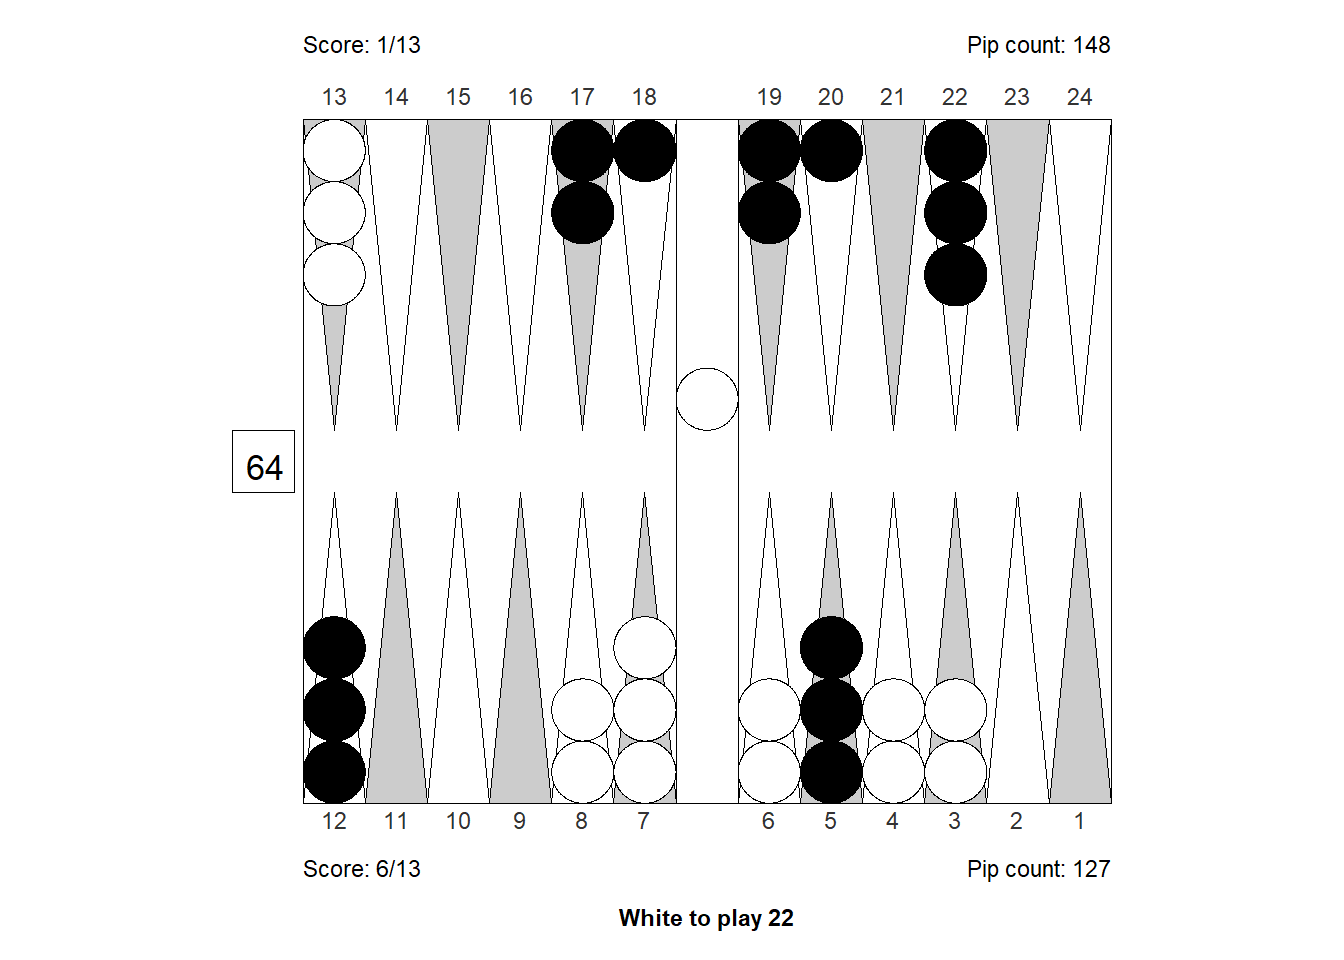 Score: 1/13 Pip count: 148
13 14 15 16 17 18 19 20 21 22 23 24
64
12 11 10 9 8 7 6 5 4 3 2 1
Score: 6/13 Pip count: 127
White to play 22